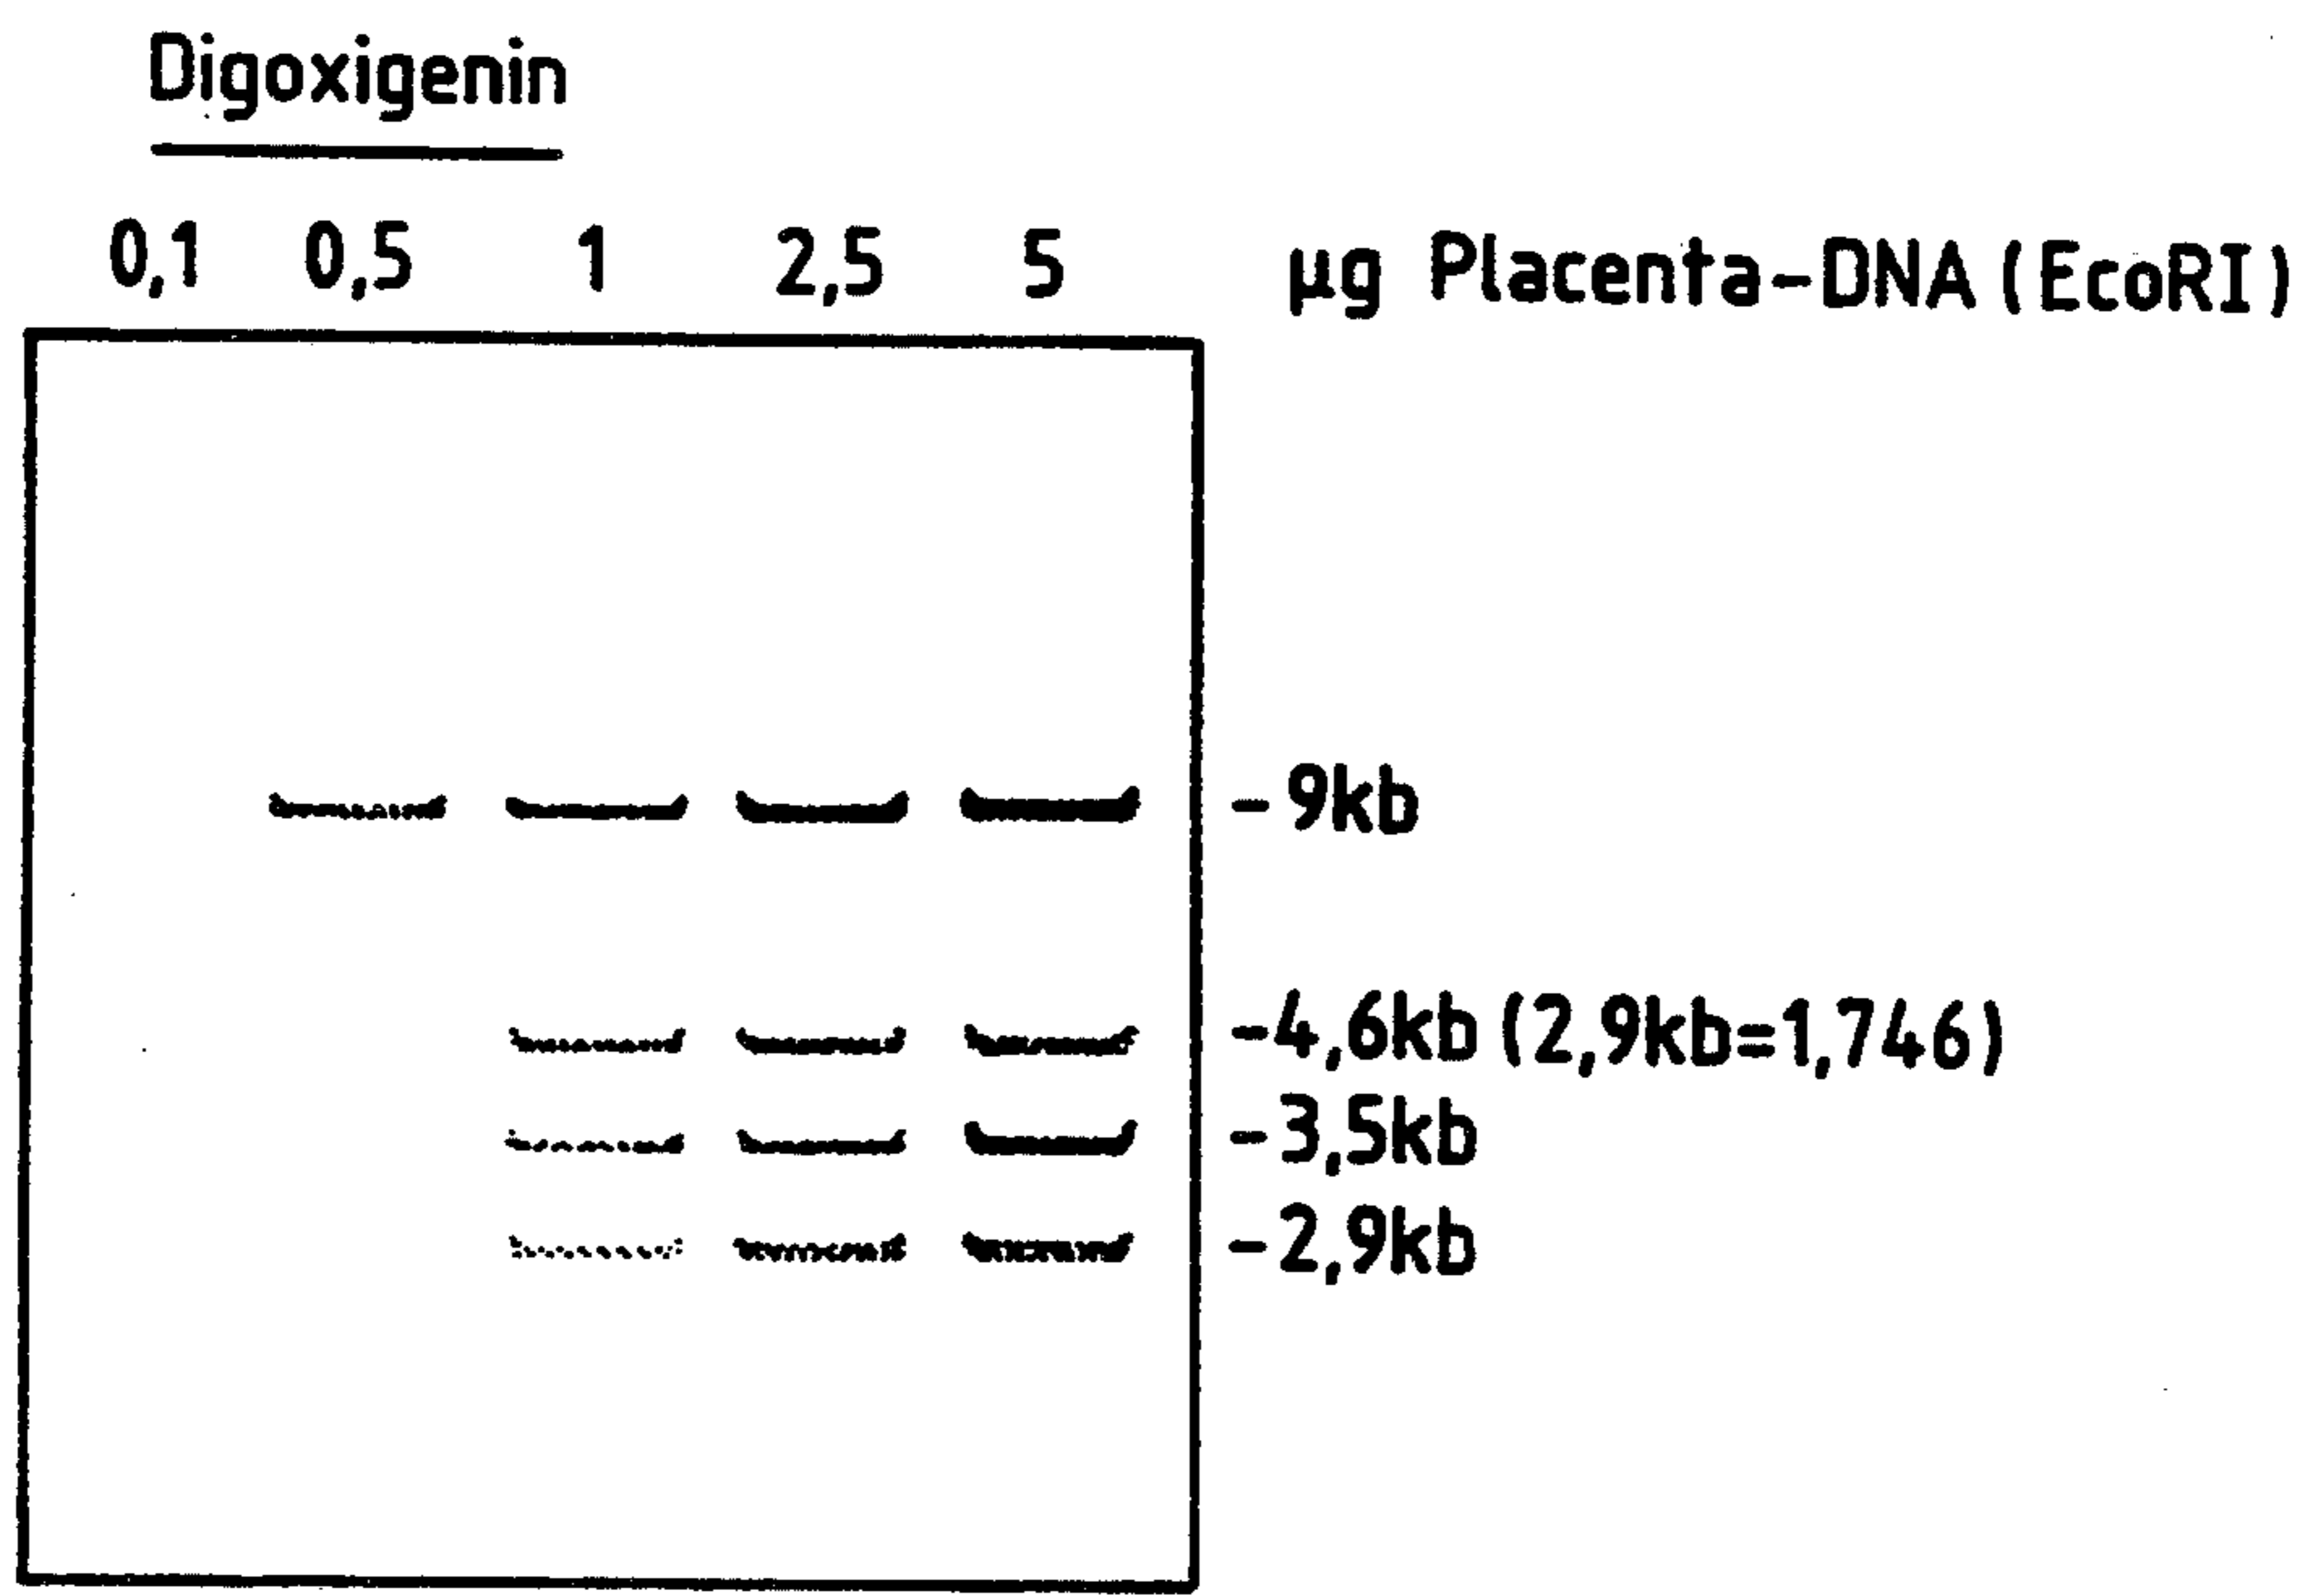 Digoxigenin
0,1 0,5 1 2,5 5 µg Placenta-DNA (EcoRI)
-9kb
-4,6kb (2,9kb=1,746)
-3,5kb
-2,9kb